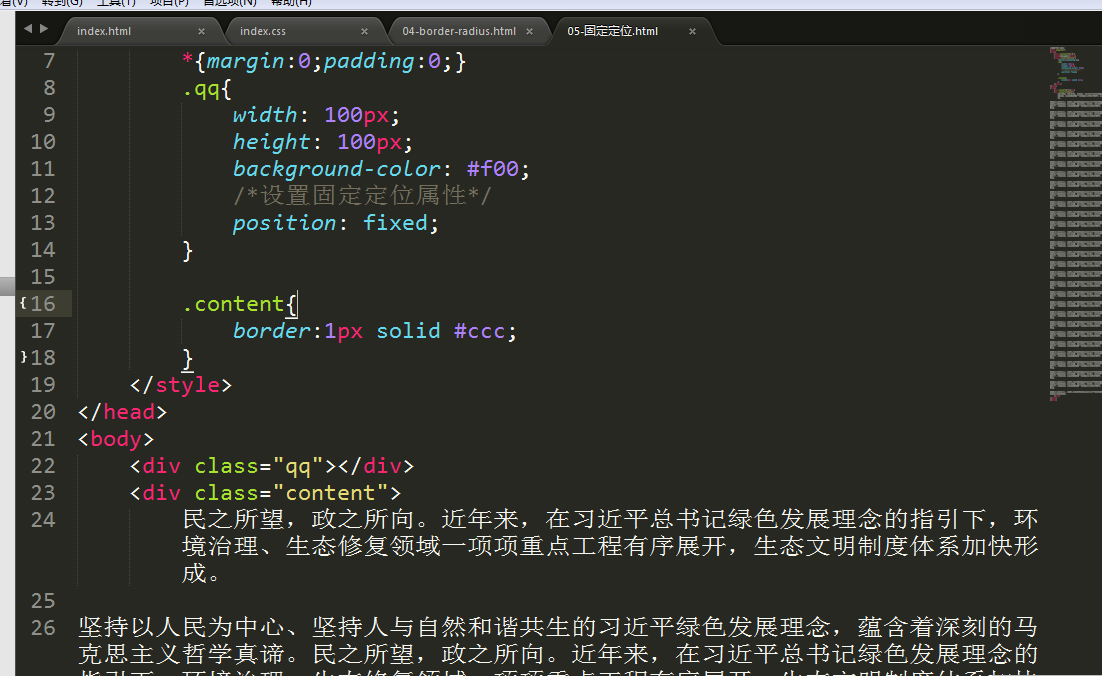 看(V) 转到(G) 工具(T) 项目(P) 首选项(N) 帮助(H)
index.html × index.css × 04-border-radius.html × 05-固定定位.html ×
7 *{margin:0;padding:0;}
8 .qq{
9 width: 100px;
10 height: 100px;
11 background-color: #f00;
12 /*设置固定定位属性*/
13 position: fixed;
14 }
15
16 .content{
17 border:1px solid #ccc;
18 }
19 </style>
20 </head>
21 <body>
22 <div class="qq"></div>
23 <div class="content">
24 民之所望，政之所向。近年来，在习近平总书记绿色发展理念的指引下，环
境治理、生态修复领域一项项重点工程有序展开，生态文明制度体系加快形
成。
25
26 坚持以人民为中心、坚持人与自然和谐共生的习近平绿色发展理念，蕴含着深刻的马
克思主义哲学真谛。民之所望，政之所向。近年来，在习近平总书记绿色发展理念的